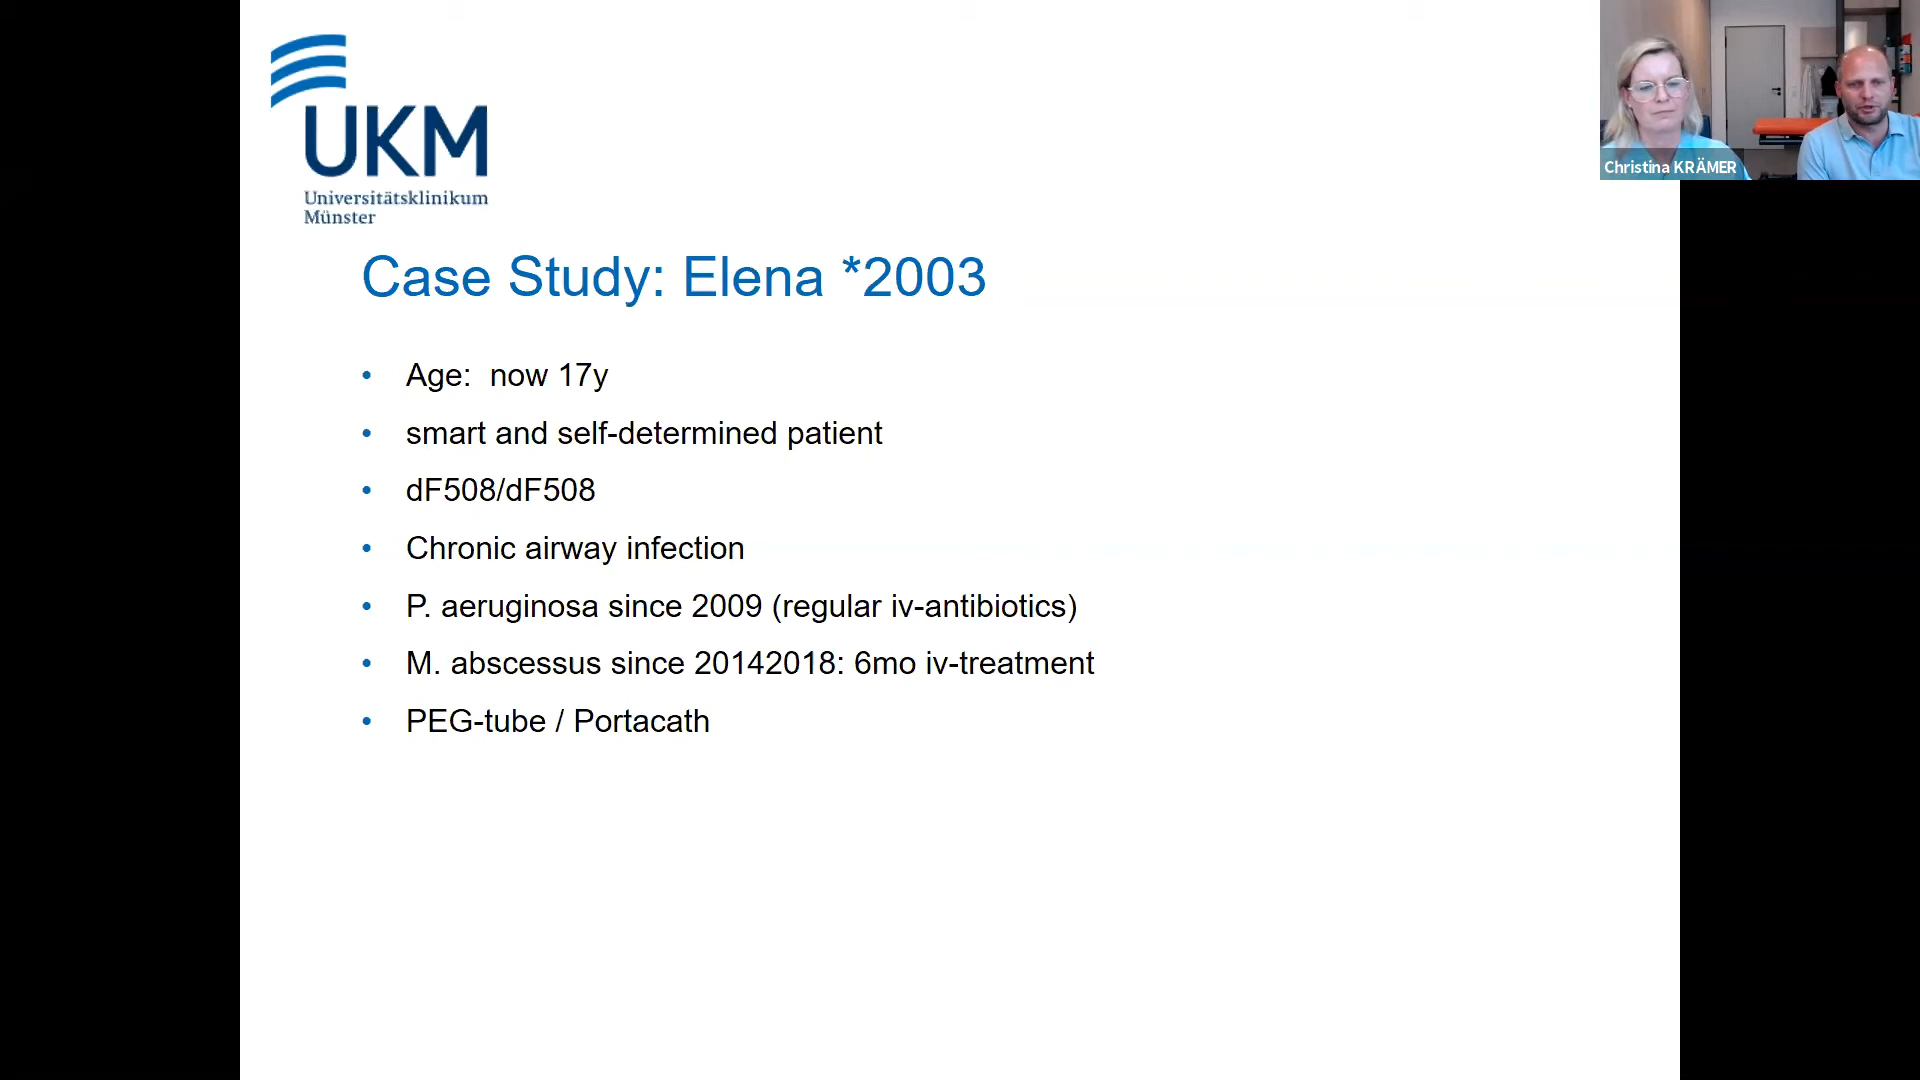 UKM
Universitätsklinikum
Münster
Christina KRÄMER
Case Study: Elena *2003
• Age:  now 17y
• smart and self-determined patient
• dF508/dF508
• Chronic airway infection
• P. aeruginosa since 2009 (regular iv-antibiotics)
• M. abscessus since 20142018: 6mo iv-treatment
• PEG-tube / Portacath